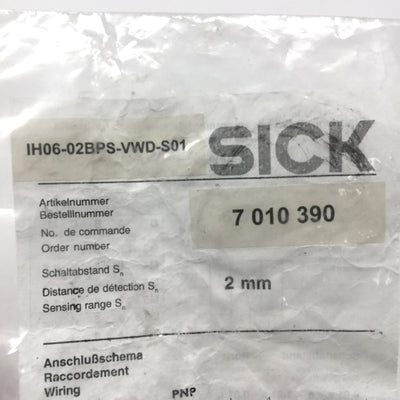 IH06-02BPS-VWD-S01
SICK
Artikelnummer
Bestelllnummer
7 010 390
No. de commande
Order number
Schaltabstand Sn
Distance de détection Sn
2 mm
Sensing range Sn
Anschlußschema
Raccordement
Wiring
PNP